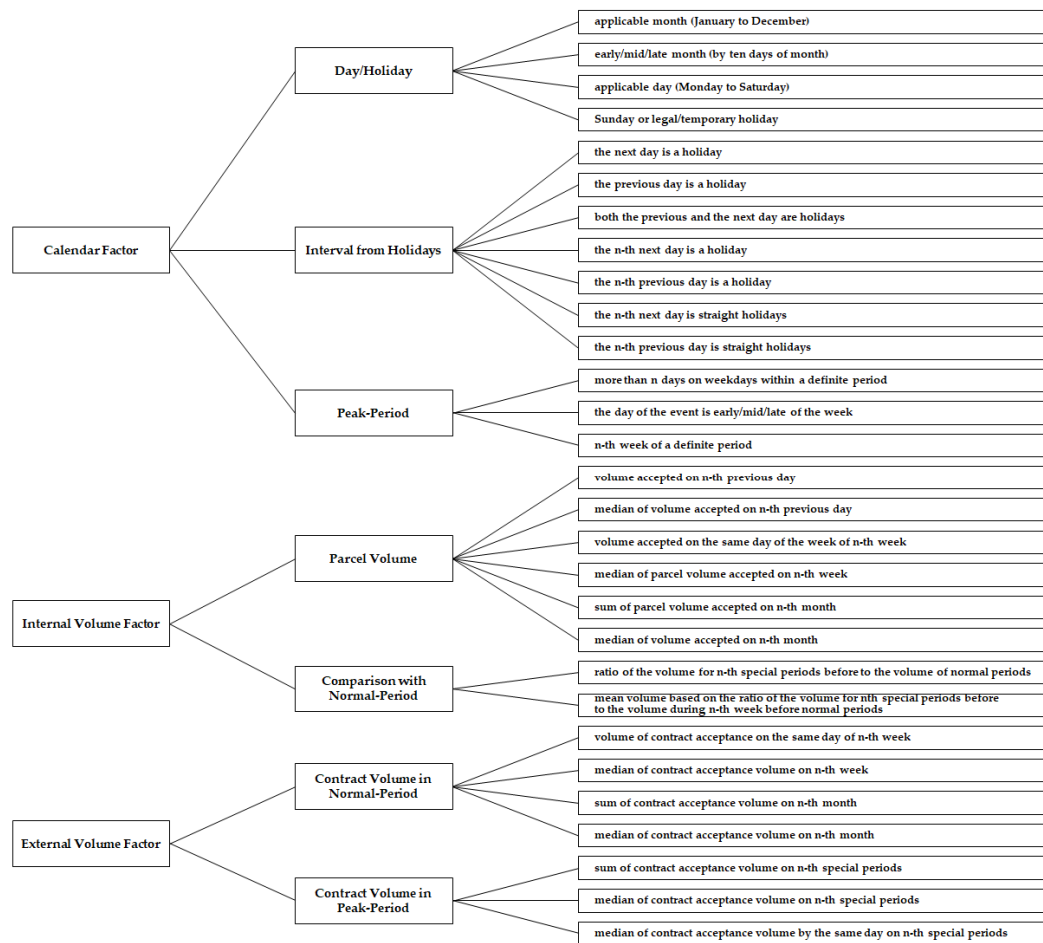 applicable month (January to December)
early/mid/late month (by ten days of month)
Day/Holiday
applicable day (Monday to Saturday)
Sunday or legal/temporary holiday
the next day is a holiday
the previous day is a holiday
both the previous and the next day are holidays
Calendar Factor
Interval from Holidays
the n-th next day is a holiday
the n-th previous day is a holiday
the n-th next day is straight holidays
the n-th previous day is straight holidays
more than n days on weekdays within a definite period
Peak-Period
the day of the event is early/mid/late of the week
n-th week of a definite period
volume accepted on n-th previous day
median of volume accepted on n-th previous day
Parcel Volume
volume accepted on the same day of the week of n-th week
median of parcel volume accepted on n-th week
sum of parcel volume accepted on n-th month
Internal Volume Factor
median of volume accepted on n-th month
Comparison with
Normal-Period
ratio of the volume for n-th special periods before to the volume of normal periods
mean volume based on the ratio of the volume for nth special periods before
to the volume during n-th week before normal periods
volume of contract acceptance on the same day of n-th week
Contract Volume in
Normal-Period
median of contract acceptance volume on n-th week
sum of contract acceptance volume on n-th month
External Volume Factor
median of contract acceptance volume on n-th month
sum of contract acceptance volume on n-th special periods
Contract Volume in
Peak-Period
median of contract acceptance volume on n-th special periods
median of contract acceptance volume by the same day on n-th special periods